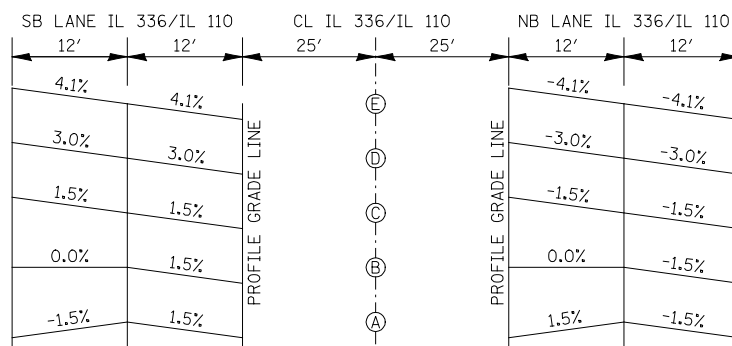 SB LANE IL 336/IL 110 CL IL 336/IL 110 NB LANE IL 336/IL 110
12' 12' 25' 25' 12' 12'
4.1% 4.1% E -4.1% -4.1%
3.0% 3.0% D -3.0% -3.0%
1.5% 1.5% C -1.5% -1.5%
0.0% 1.5% B 0.0% -1.5%
-1.5% 1.5% A 1.5% -1.5%
PROFILE GRADE LINE
PROFILE GRADE LINE